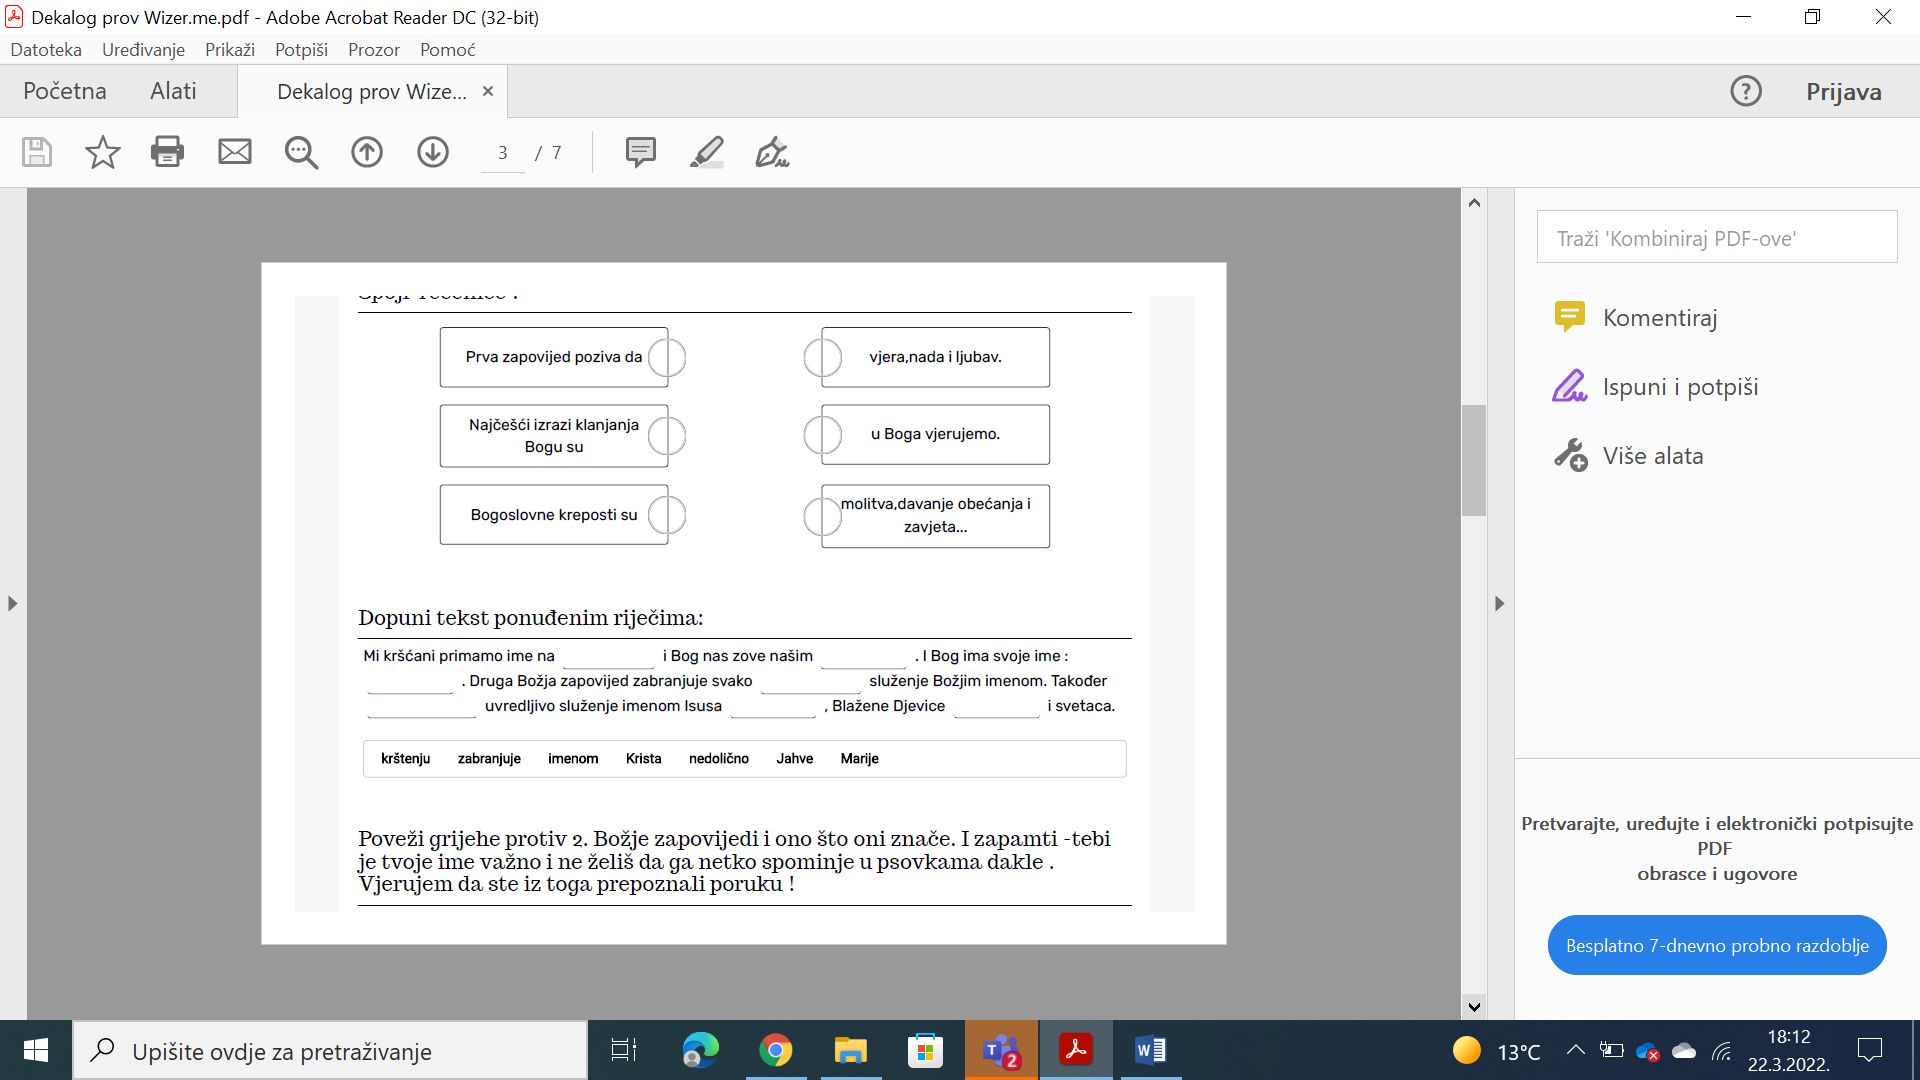 Dekalog prov Wizer.me.pdf - Adobe Acrobat Reader DC (32-bit)
Datoteka Uređivanje Prikaži Potpiši Prozor Pomoć
Početna Alati Dekalog prov Wize... × ? Prijava
3 / 7
Traži 'Kombiniraj PDF-ove'
Komentiraj
Ispuni i potpiši
Više alata
Pretvarajte, uređujte i elektronički potpisujte
PDF
obrasce i ugovore
Besplatno 7-dnevno probno razdoblje
Prva zapovijed poziva da
vjera,nada i ljubav.
Najčešći izrazi klanjanja
Bogu su
u Boga vjerujemo.
Bogoslovne kreposti su
molitva,davanje obećanja i
zavjeta...
Dopuni tekst ponuđenim riječima:
Mi kršćani primamo ime na i Bog nas zove našim . I Bog ima svoje ime :
. Druga Božja zapovijed zabranjuje svako služenje Božjim imenom. Također
uvredljivo služenje imenom Isusa , Blažene Djevice i svetaca.
krštenju zabranjuje imenom Krista nedolično Jahve Marije
Poveži grijehe protiv 2. Božje zapovijedi i ono što oni znače. I zapamti -tebi
je tvoje ime važno i ne želiš da ga netko spominje u psovkama dakle .
Vjerujem da ste iz toga prepoznali poruku !
Upišite ovdje za pretraživanje
2
13°C
18:12
22.3.2022.